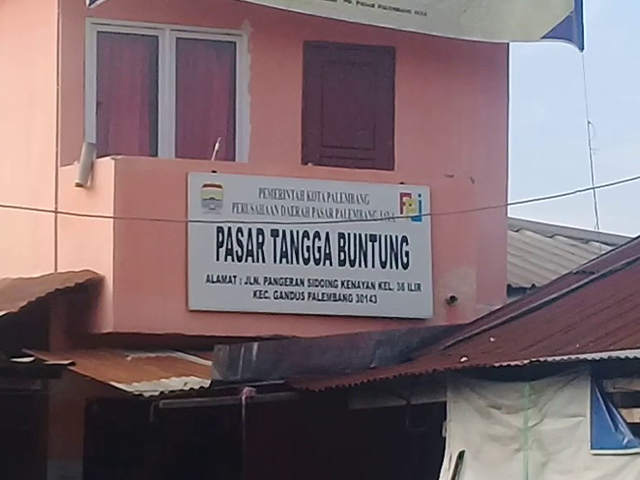 PEMERINTAH KOTA PALEMBANG
PERUSAHAAN DAERAH PASAR PALEMBANG JAYA
PASAR TANGGA BUNTUNG
ALAMAT : JLN. PANGERAN SIDOING KENAYAN KEL. 36 ILIR
KEC. GANDUS PALEMBANG 30143